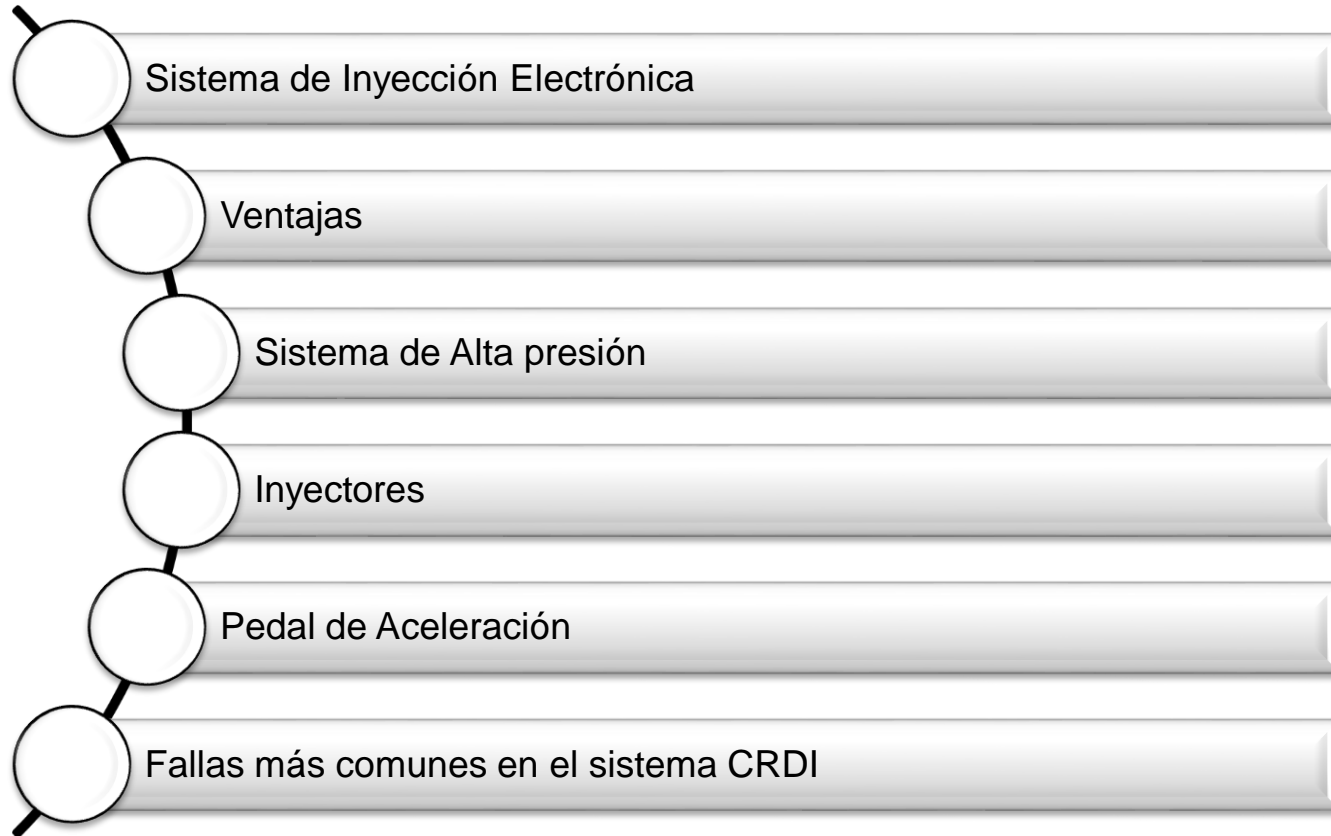 Sistema de Inyección Electrónica
Ventajas
Sistema de Alta presión
Inyectores
Pedal de Aceleración
Fallas más comunes en el sistema CRDI